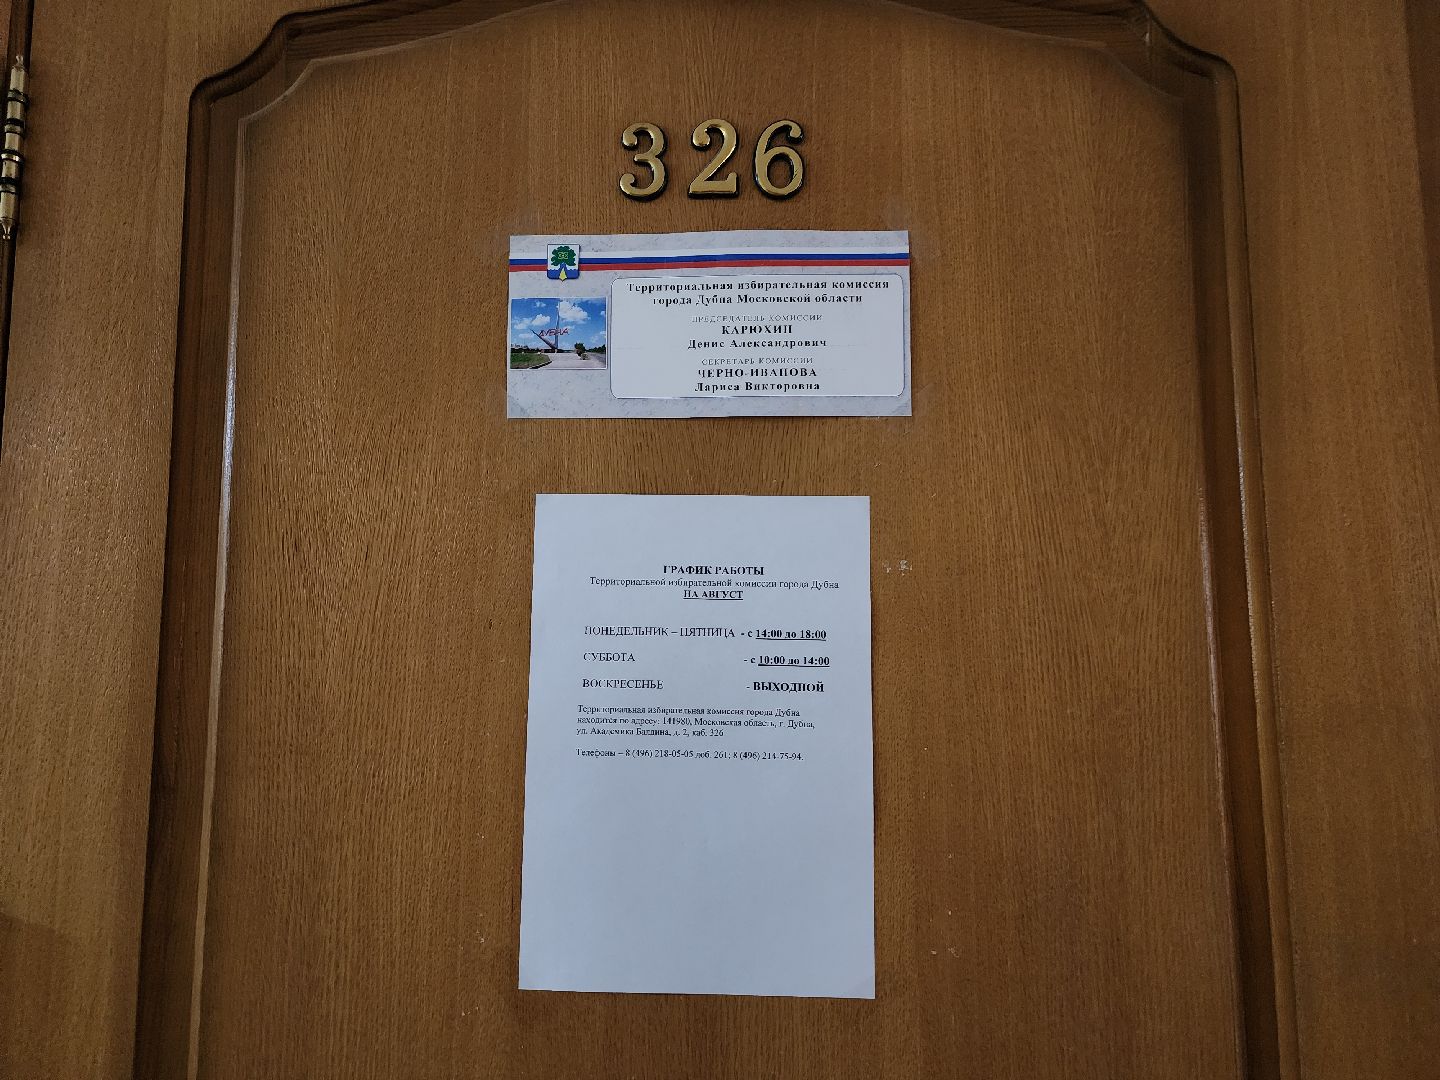 326
Территориальная избирательная комиссия
города Дубна Московской области
ПРЕДСЕДАТЕЛЬ КОМИССИИ
КАРЮХИН
Денис Александрович
СЕКРЕТАРЬ КОМИССИИ
ЧЕРНО-ИВАНОВА
Лариса Викторовна
ДУБНА
ГРАФИК РАБОТЫ
Территориальной избирательной комиссии города Дубна
НА АВГУСТ
ПОНЕДЕЛЬНИК – ПЯТНИЦА - с 14:00 до 18:00
СУББОТА - с 10:00 до 14:00
ВОСКРЕСЕНЬЕ - ВЫХОДНОЙ
Территориальная избирательная комиссия города Дубна
находится по адресу: 141980, Московская область, г. Дубна,
ул. Академика Балдина, д. 2, каб. 326
Телефоны – 8 (496) 218-05-05 доб. 261; 8 (496) 214-75-94.